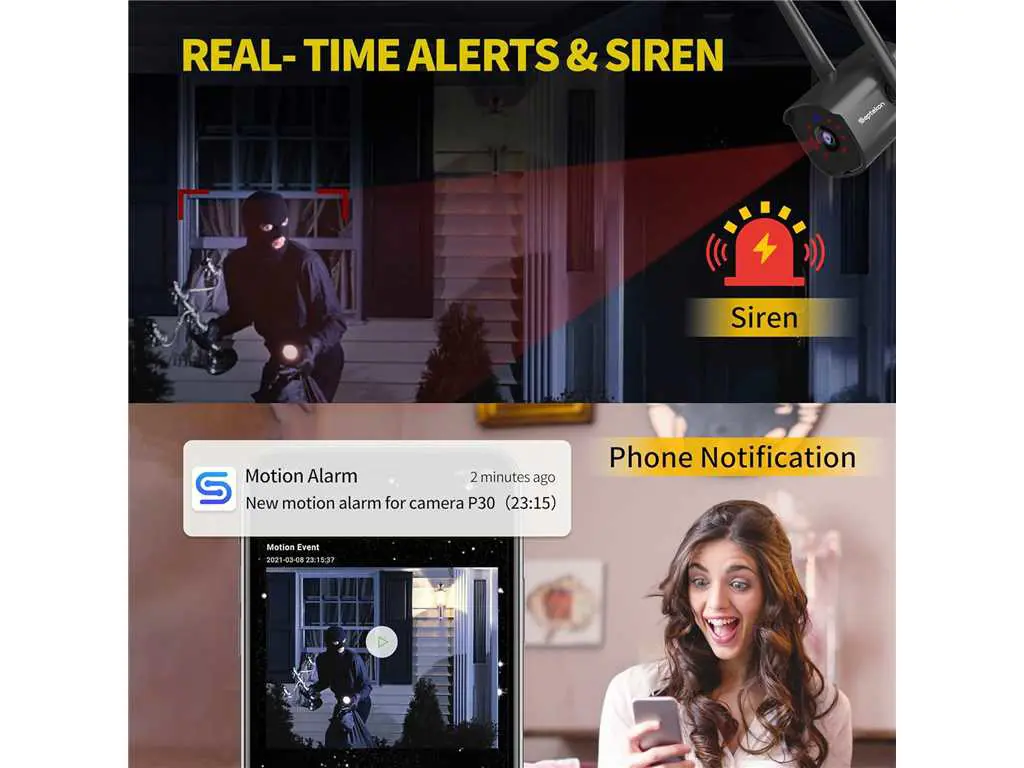 REAL- TIME ALERTS & SIREN
Septekon
Siren
Phone Notification
Motion Alarm
2 minutes ago
New motion alarm for camera P30（23:15）
Motion Event
2021-03-08 23:15:37